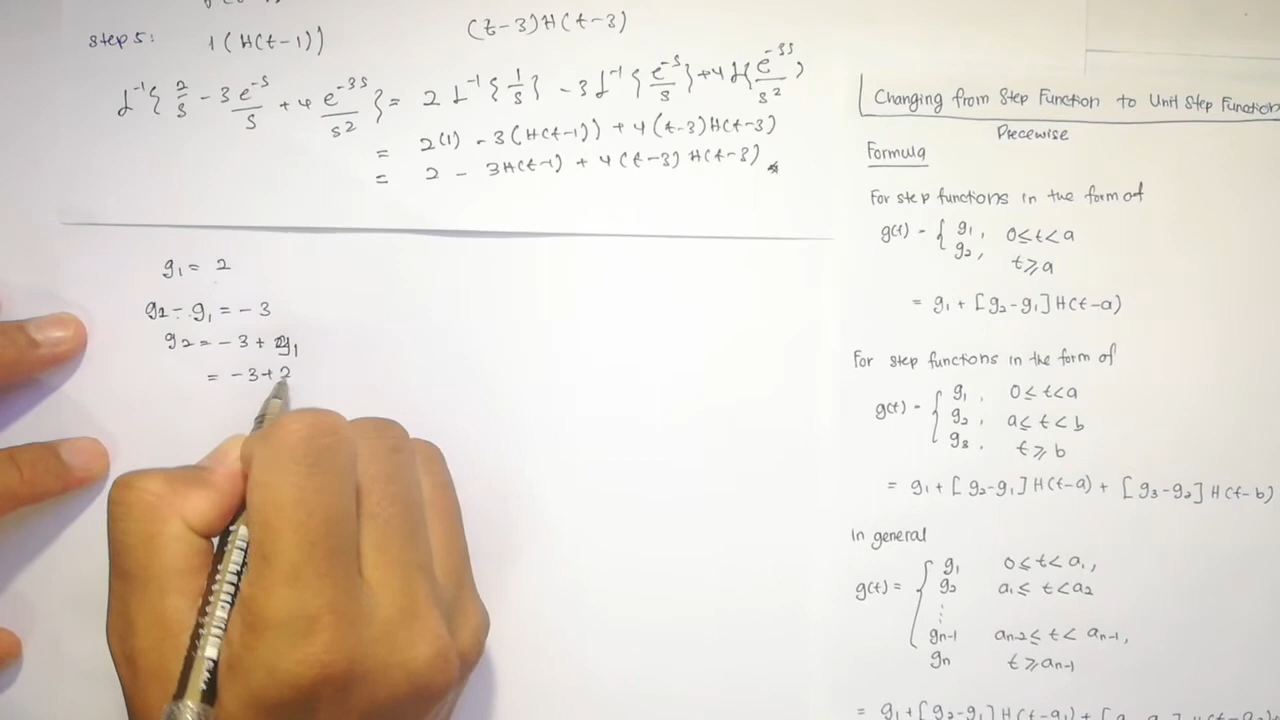 step 5: 1(H(t-1)) (t-3)H(t-3)
L⁻¹{ 2/s - 3 e^-s/s + 4 e^-3s/s² } = 2 L⁻¹{ 1/s } - 3 L⁻¹{ e^-s/s } + 4 L{ e^-3s/s² }
= 2(1) - 3(H(t-1)) + 4(t-3)H(t-3)
= 2 - 3H(t-1) + 4(t-3)H(t-3)
g₁ = 2
g₂ - g₁ = -3
g₂ = -3 + g₁
= -3+2
Changing from Step Function to Unit Step Function
Piecewise
Formula
For step functions in the form of
g(t) = { g₁, 0≤t<a
g₂, t≥a
= g₁ + [g₂-g₁]H(t-a)
For step functions in the form of
g(t) = { g₁, 0≤t<a
g₂, a≤t<b
g₃. t≥b
= g₁ + [g₂-g₁]H(t-a) + [g₃-g₂]H(t-b)
In general
g(t) = { g₁ 0≤t<a₁,
g₂ a₁≤t<a₂
⋮
gn-1 an-2≤t<an-1,
gn t≥an-1
= g₁+[g₂-g₁]H(t-a₁)+[g